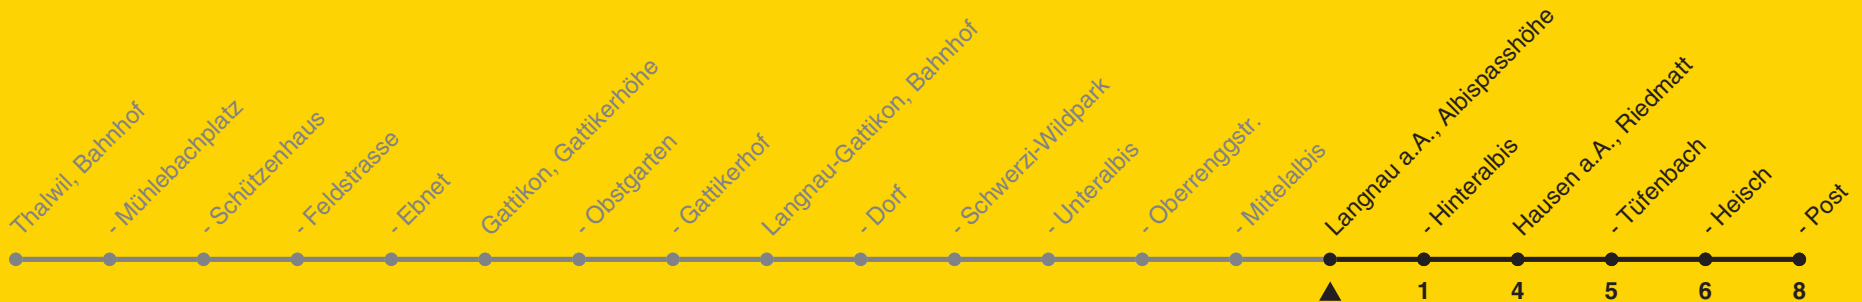 Thalwil, Bahnhof
- Mühlebachplatz
- Schützenhaus
- Feldstrasse
- Ebnet
Gattikon, Gattikerhöhe
- Obstgarten
- Gattikerhof
Langnau-Gattikon, Bahnhof
- Dorf
- Schwerzi-Wildpark
- Unteralbis
- Oberrenggstr.
- Mittelalbis
Langnau a.A., Albispasshöhe
- Hinteralbis
Hausen a.A., Riedmatt
- Tüfenbach
- Heisch
- Post
1 4 5 6 8